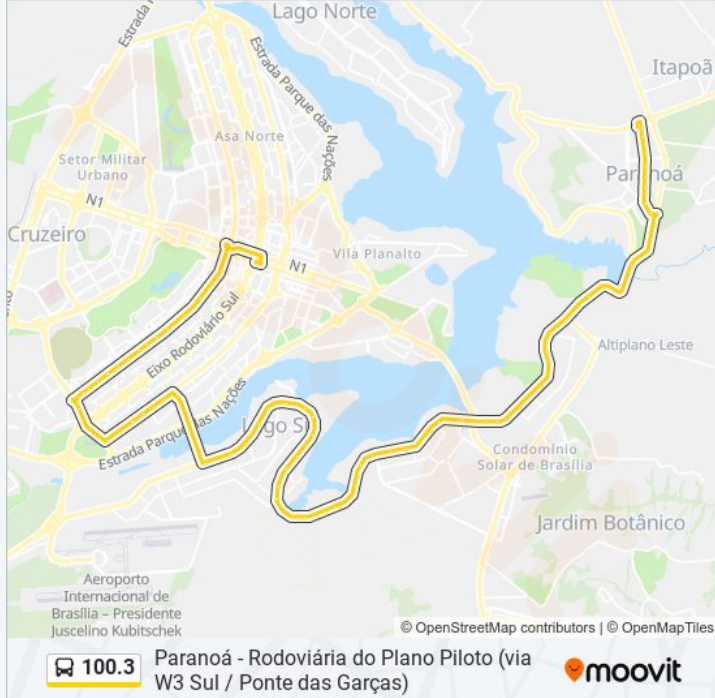 Lago Norte
Estrada
Estrada Parque das Nações
Itapoã
Asa Norte
Setor Militar
Urbano
Paranoá
N1
Cruzeiro
Vila Planalto
N1
Eixo Rodoviário Sul
Altiplano Leste
Estrada Parque das Nações
Lago Su
Condomínio
Solar de Brasília
Jardim Botânico
Aeroporto
Internacional de
Brasília – Presidente
Juscelino Kubitschek
© OpenStreetMap contributors | © OpenMapTiles
100.3
Paranoá - Rodoviária do Plano Piloto (via
W3 Sul / Ponte das Garças)
moovit